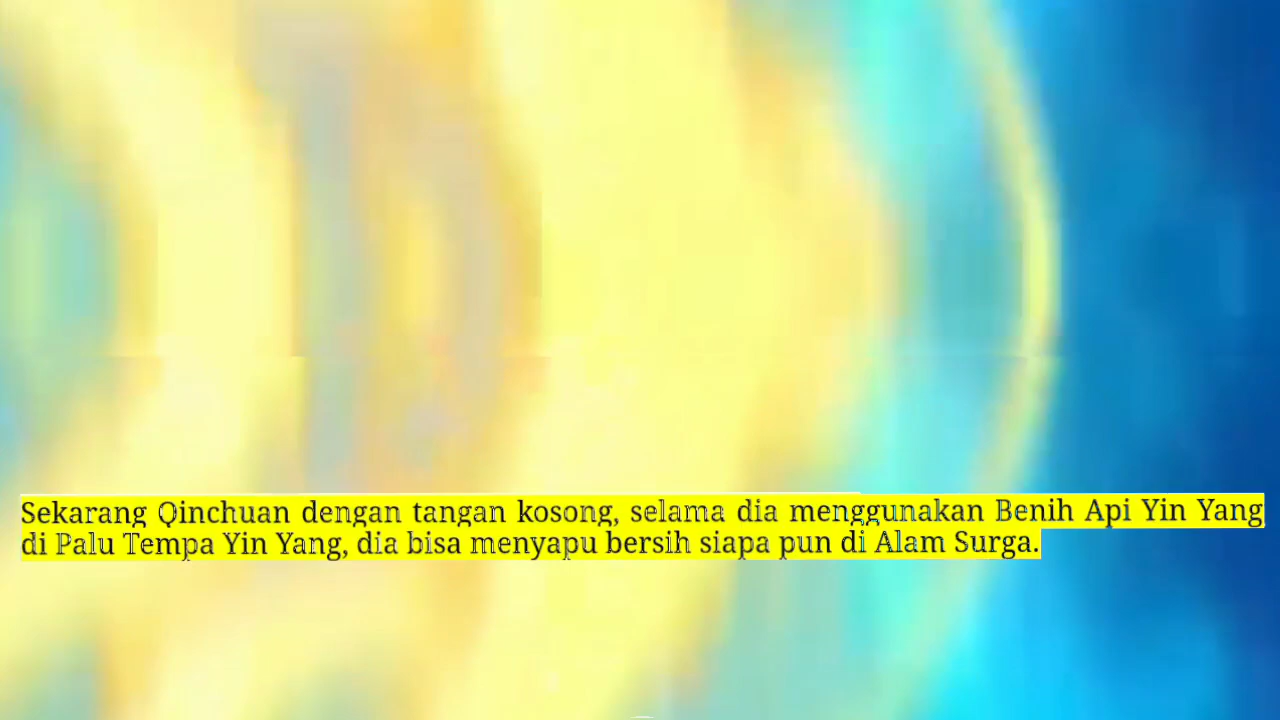 Sekarang Qinchuan dengan tangan kosong, selama dia menggunakan Benih Api Yin Yang
di Palu Tempa Yin Yang, dia bisa menyapu bersih siapa pun di Alam Surga.